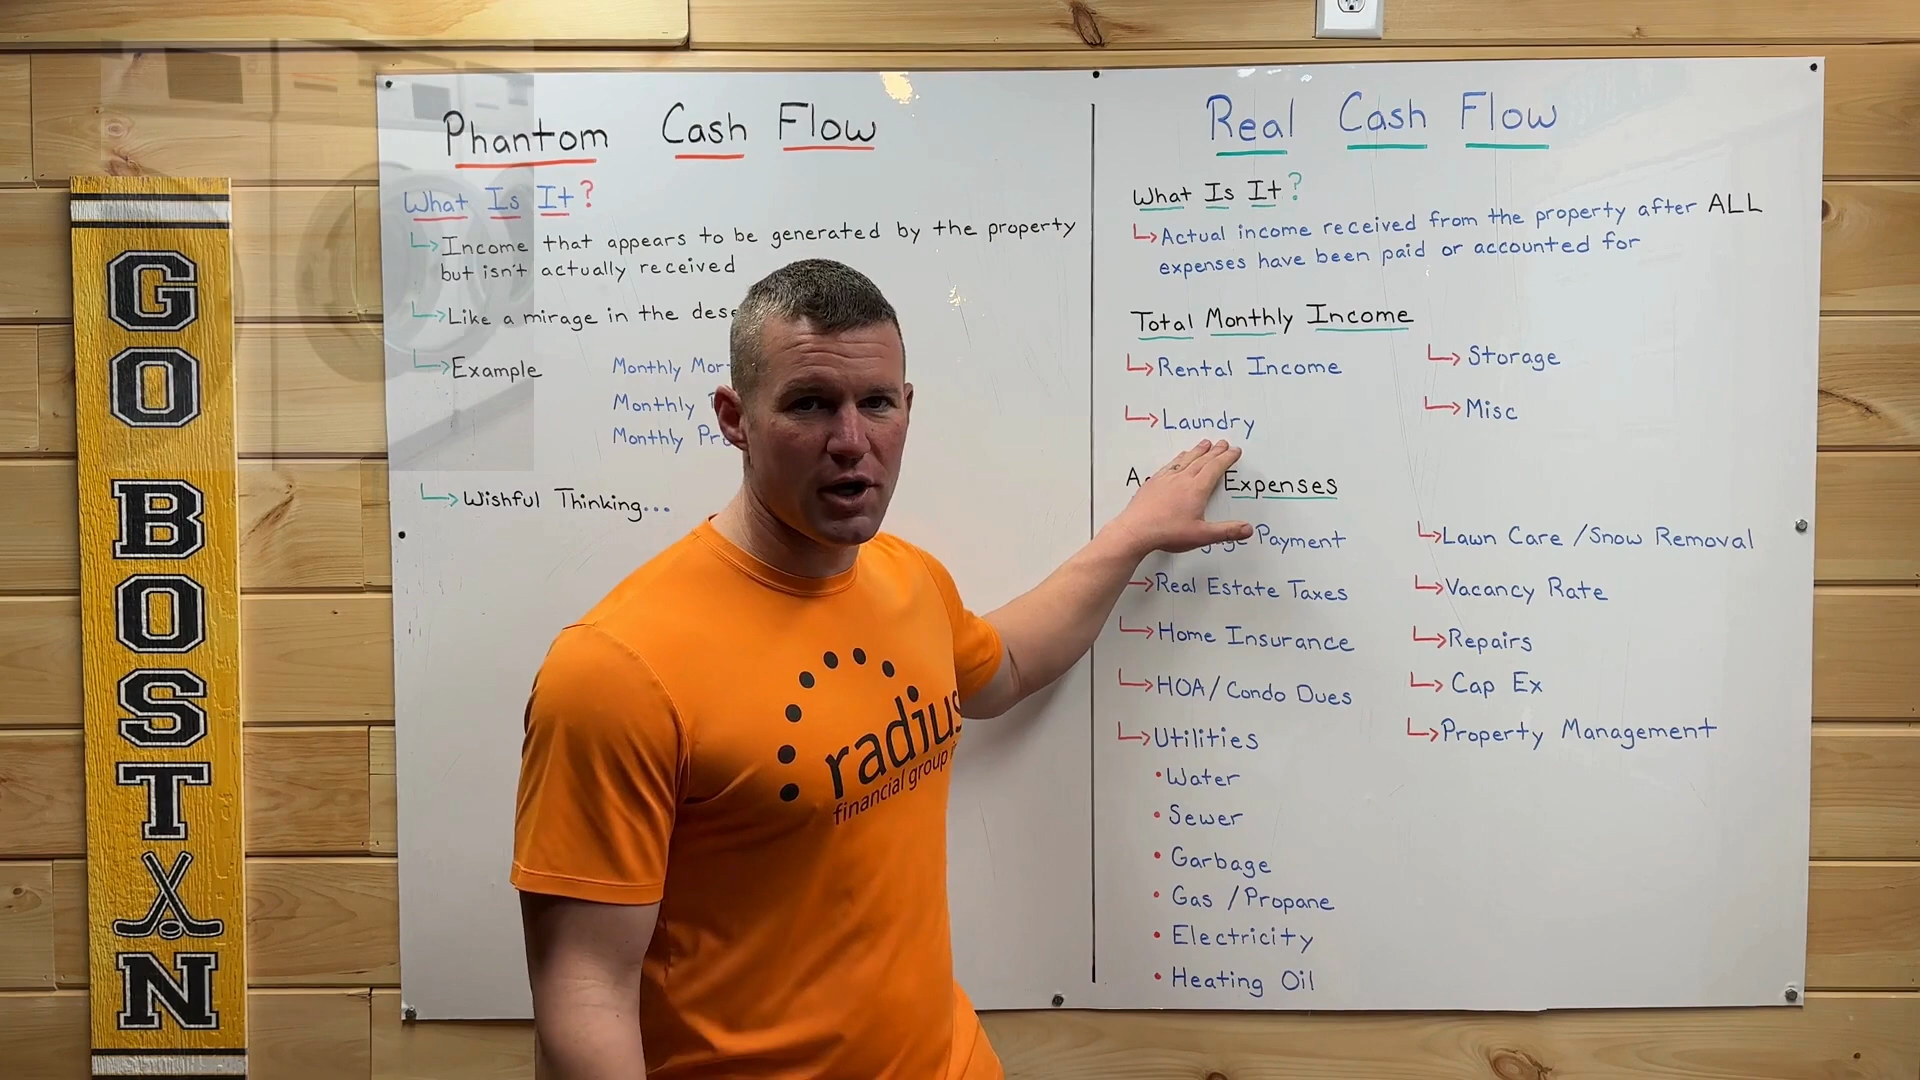 GO BOSTON
Phantom Cash Flow
What Is It?
Income that appears to be generated by the property
but isn't actually received
Like a mirage in the
Example
Monthly
Monthly
Monthly
Wishful Thinking...
Real Cash Flow
What Is It?
Actual income received from the property after ALL
expenses have been paid or accounted for
Total Monthly Income
Rental Income
Laundry
Storage
Misc
Expenses
Payment
Real Estate Taxes
Home Insurance
HOA/Condo Dues
Utilities
• Water
• Sewer
• Garbage
• Gas / Propane
• Electricity
• Heating Oil
Lawn Care / Snow Removal
Vacancy Rate
Repairs
Cap Ex
Property Management
radius
financial group